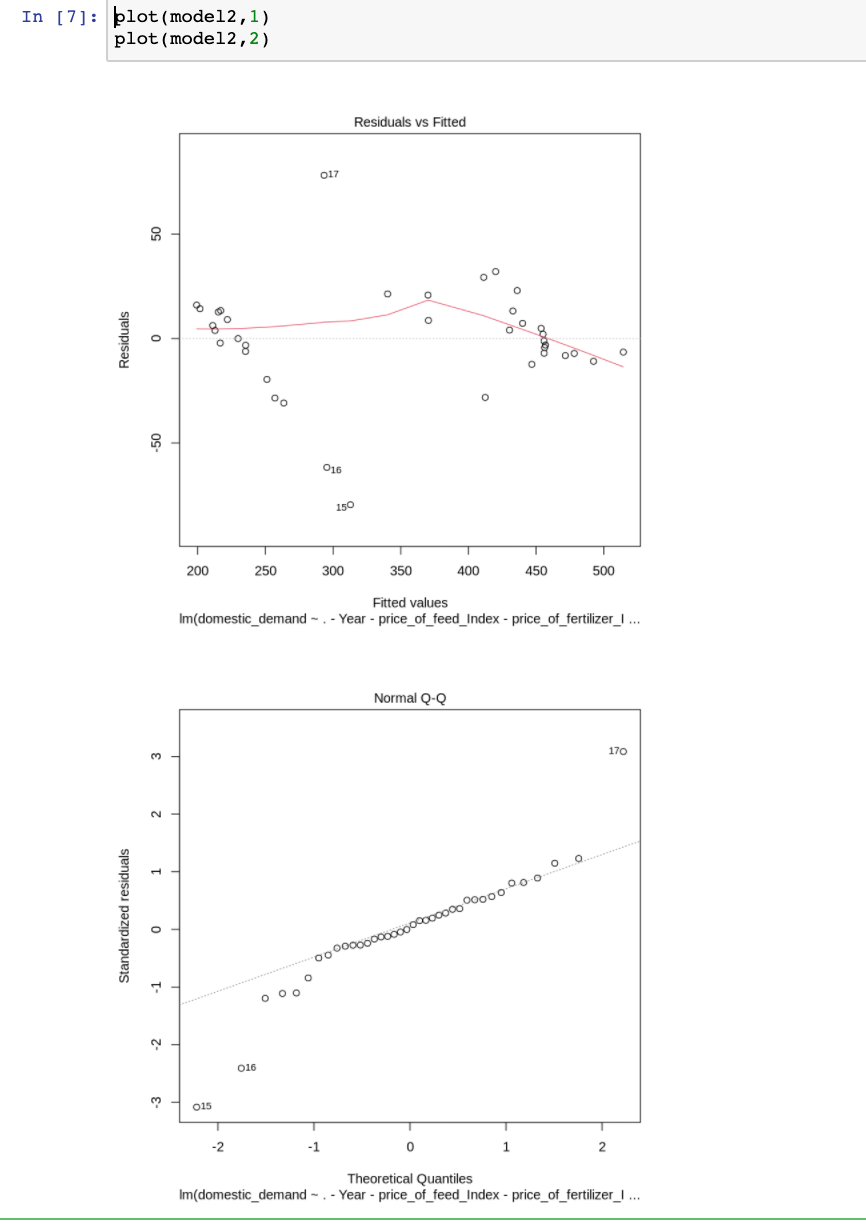 In [7]: plot(model2,1)
plot(model2,2)
Residuals vs Fitted
17
50
0
-50
Residuals
16
15
200 250 300 350 400 450 500
Fitted values
lm(domestic_demand ~ . - Year - price_of_feed_Index - price_of_fertilizer_I ...
Normal Q-Q
17
3
2
1
0
-1
-2
-3
Standardized residuals
16
15
-2 -1 0 1 2
Theoretical Quantiles
lm(domestic_demand ~ . - Year - price_of_feed_Index - price_of_fertilizer_I ...